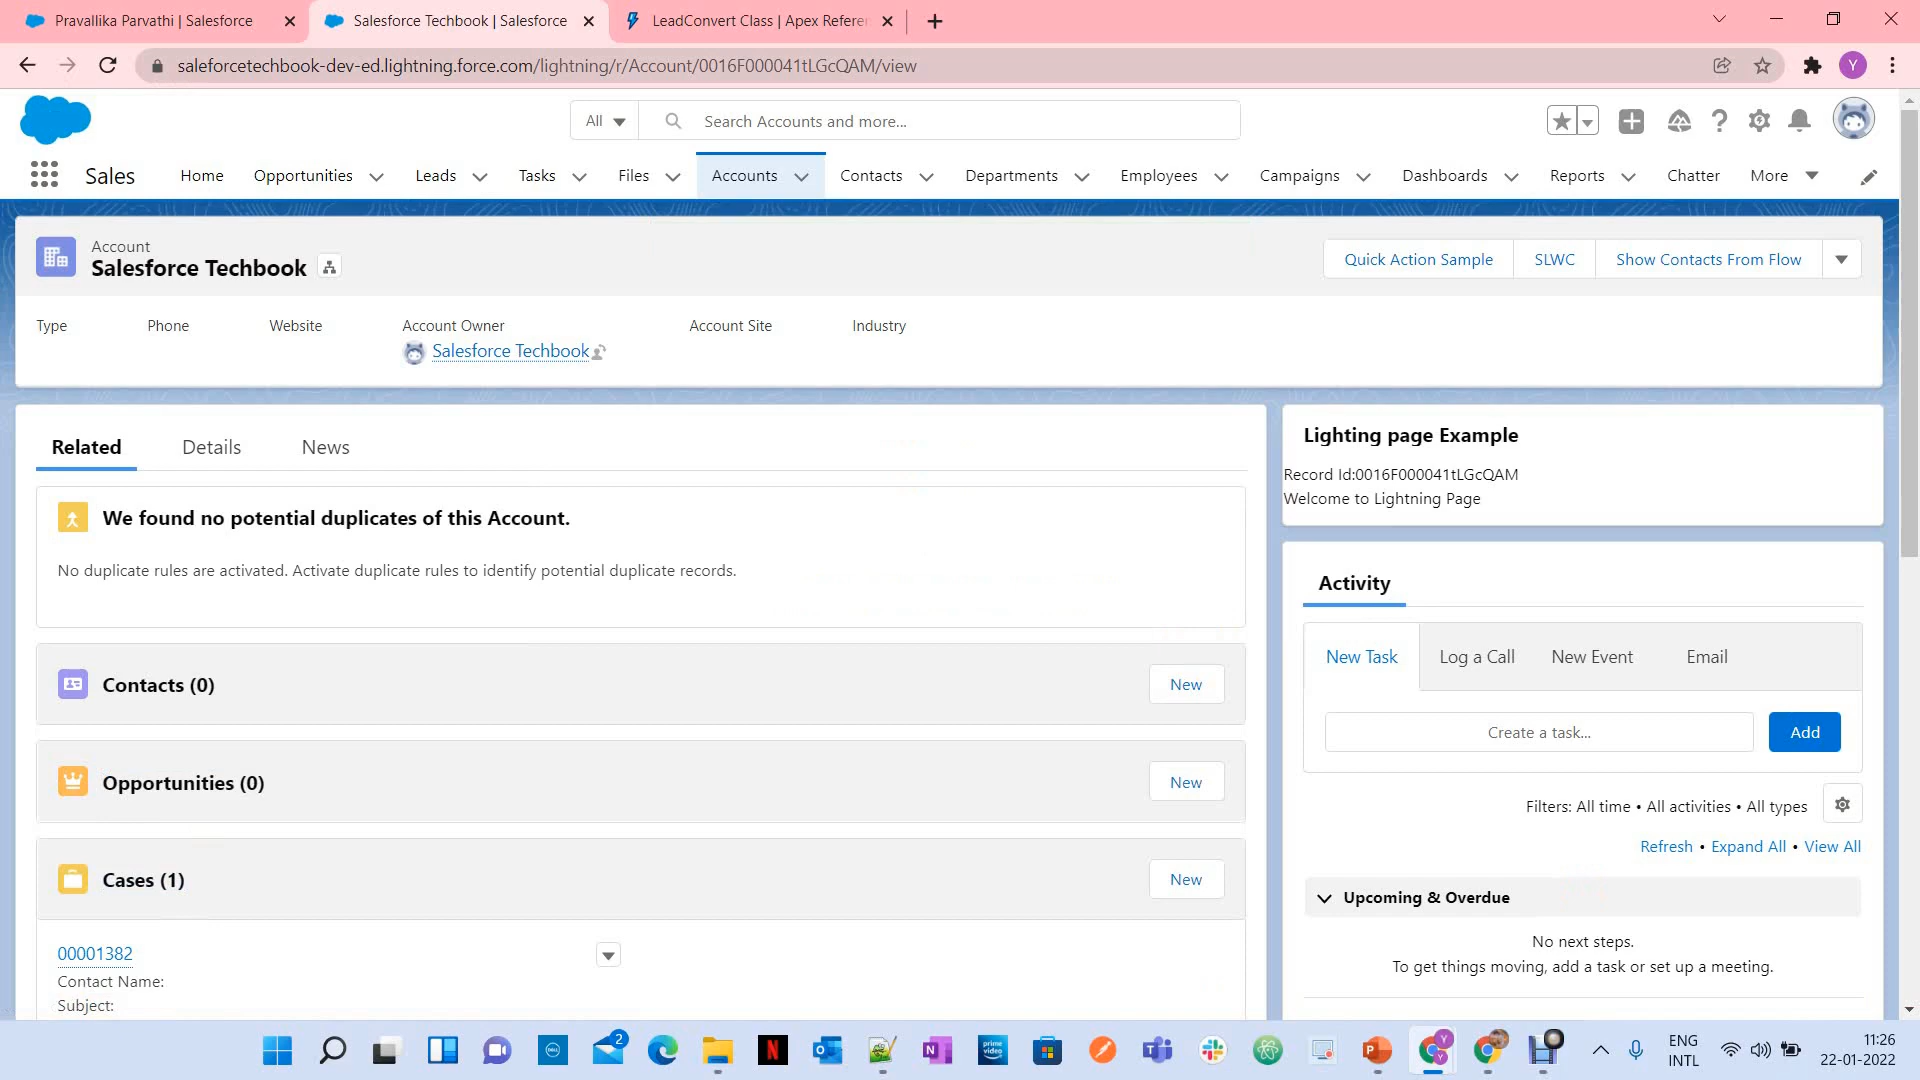 Pravallika Parvathi | Salesforce
Salesforce Techbook | Salesforce
LeadConvert Class | Apex Referen
saleforcetechbook-dev-ed.lightning.force.com/lightning/r/Account/0016F000041tLGcQAM/view
Y
All
Search Accounts and more...
Sales
Home
Opportunities
Leads
Tasks
Files
Accounts
Contacts
Departments
Employees
Campaigns
Dashboards
Reports
Chatter
More
Account
Salesforce Techbook
Quick Action Sample
SLWC
Show Contacts From Flow
Type
Phone
Website
Account Owner
Account Site
Industry
Salesforce Techbook
Related
Details
News
We found no potential duplicates of this Account.
No duplicate rules are activated. Activate duplicate rules to identify potential duplicate records.
Contacts (0)
New
Opportunities (0)
New
Cases (1)
New
00001382
Contact Name:
Subject:
Lighting page Example
Record Id:0016F000041tLGcQAM
Welcome to Lightning Page
Activity
New Task
Log a Call
New Event
Email
Create a task...
Add
Filters: All time • All activities • All types
Refresh • Expand All • View All
Upcoming & Overdue
No next steps.
To get things moving, add a task or set up a meeting.
2
prime video
ENG
INTL
11:26
22-01-2022